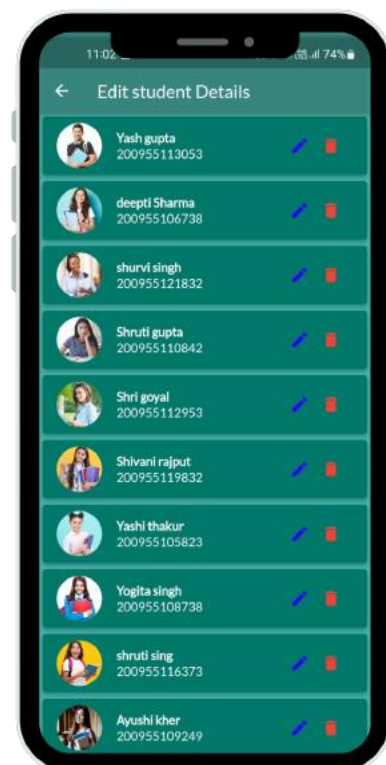 11:02
74%
Edit student Details
Yash gupta
200955113053
deepti Sharma
200955106738
shurvi singh
200955121832
Shruti gupta
200955110842
Shri goyal
200955112953
Shivani rajput
200955119832
Yashi thakur
200955105823
Yogita singh
200955108738
shruti sing
200955116373
Ayushi kher
200955109249